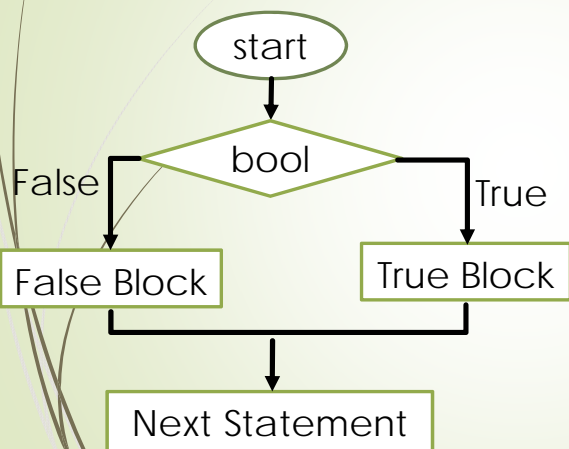 start
bool
False
True
False Block
True Block
Next Statement